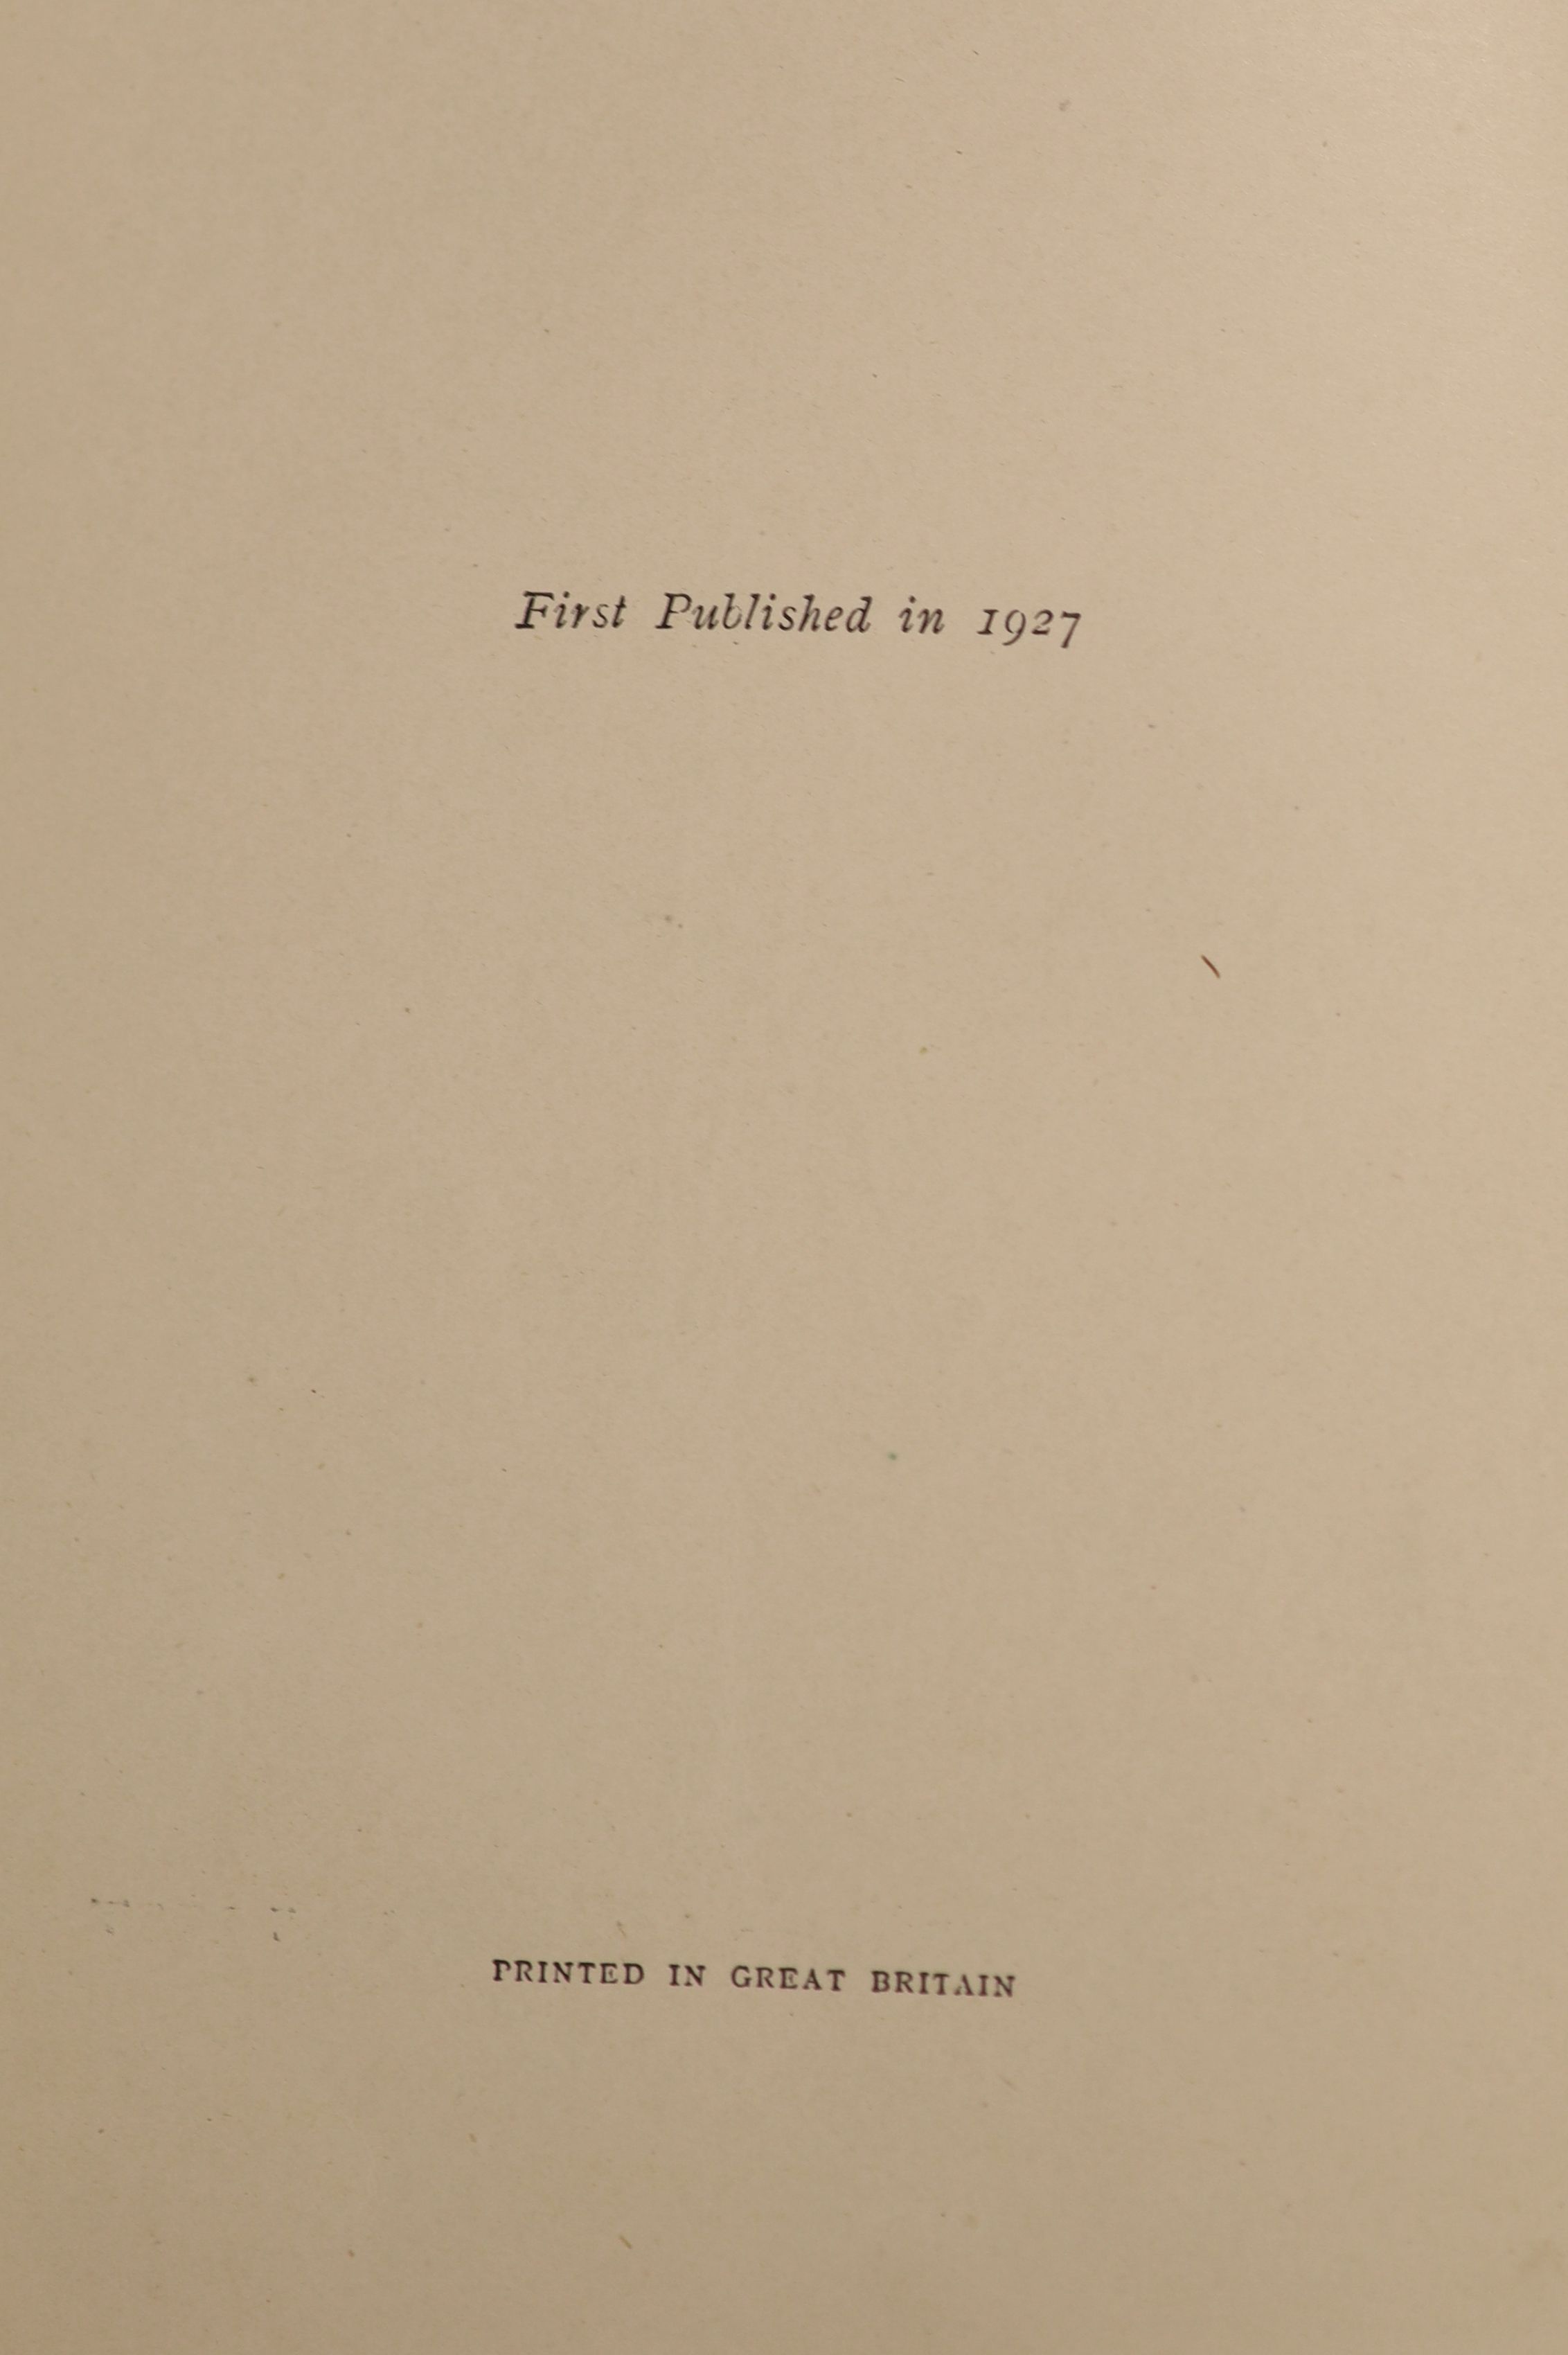 First Published in 1927
PRINTED IN GREAT BRITAIN